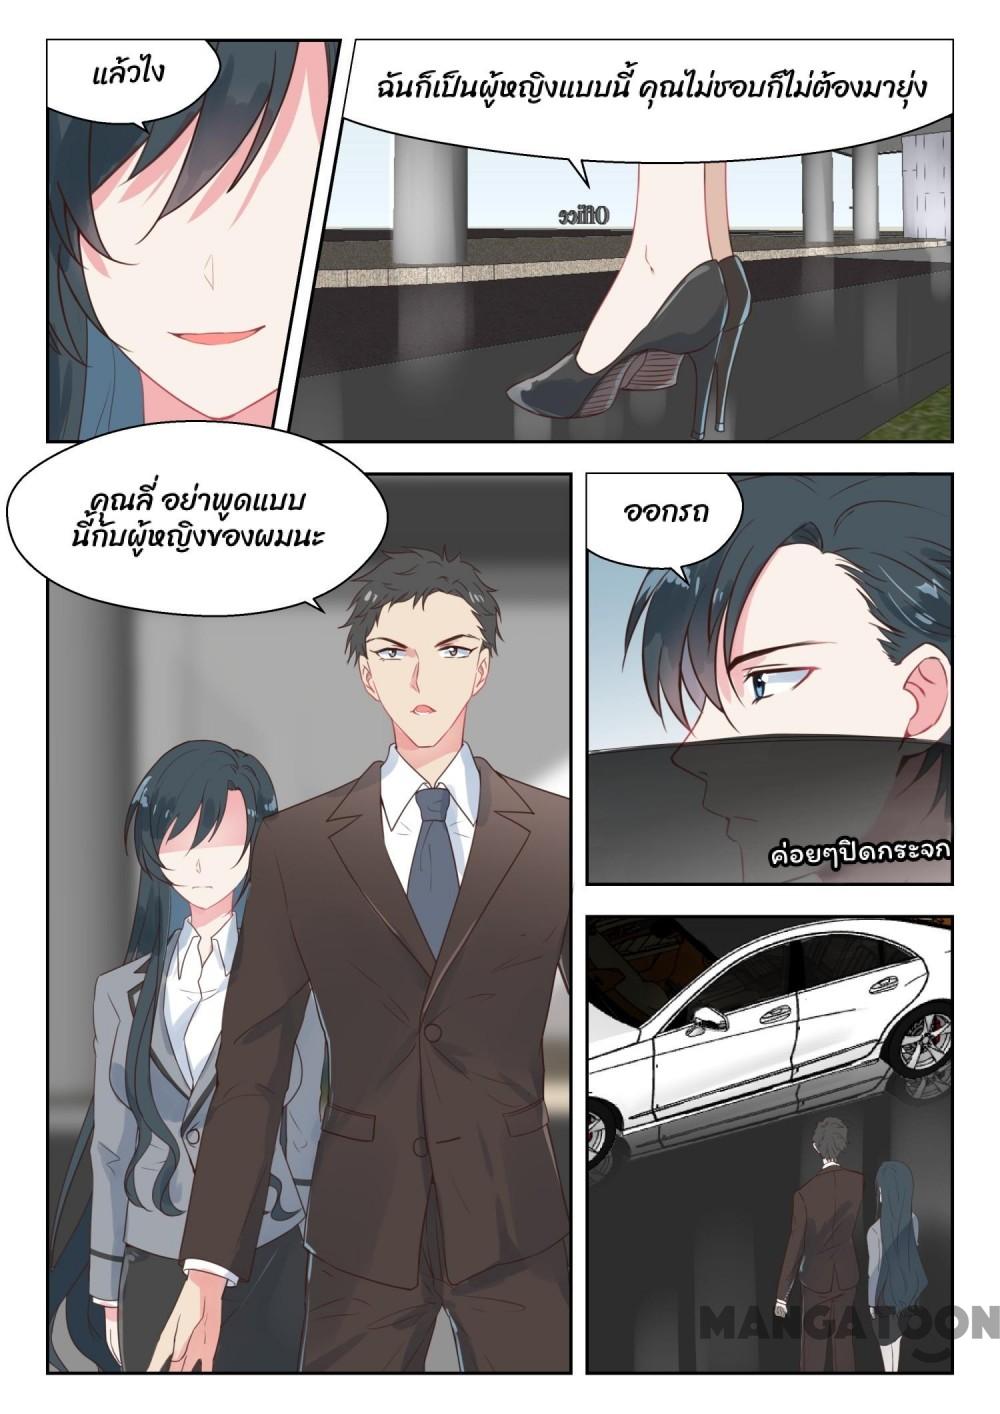 แล้วไง
ฉันก็เป็นผู้หญิงแบบนี้ คุณไม่ชอบก็ไม่ต้องมายุ่ง
Office
คุณลี่ อย่าพูดแบบ
นี้กับผู้หญิงของผมนะ
ออกรถ
ค่อยๆปิดกระจก
MANGATOON